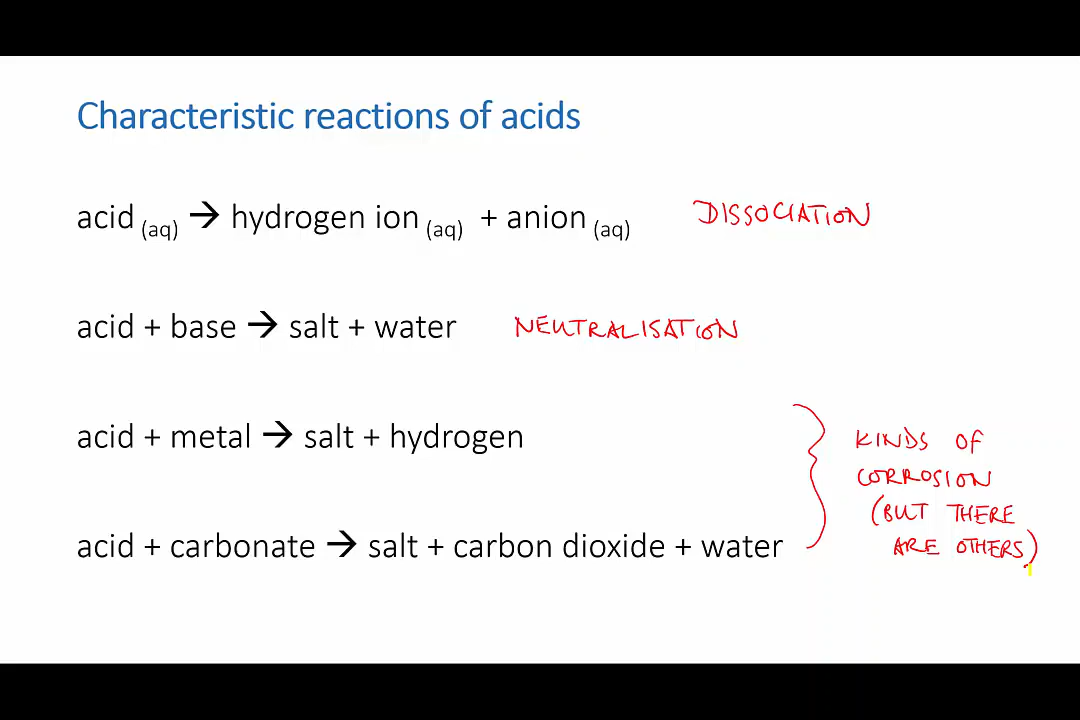 Characteristic reactions of acids
acid (aq) → hydrogen ion (aq) + anion (aq) DISSOCIATION
acid + base → salt + water NEUTRALISATION
acid + metal → salt + hydrogen
acid + carbonate → salt + carbon dioxide + water
KINDS OF
CORROSION
(BUT THERE
ARE OTHERS)